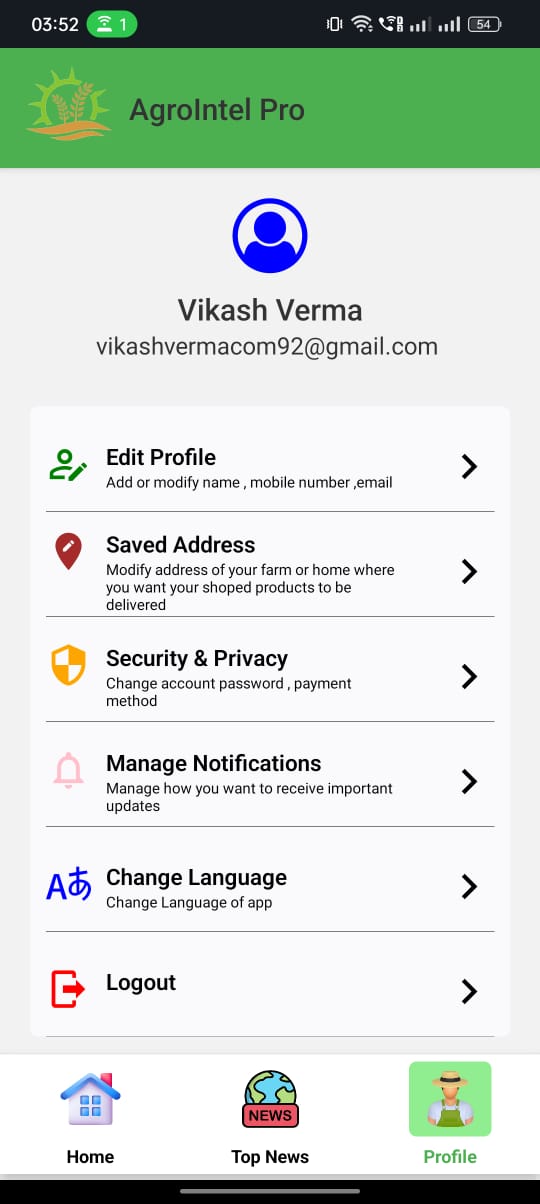 03:52 1 54
AgroIntel Pro
Vikash Verma
vikashvermacom92@gmail.com
Edit Profile
Add or modify name , mobile number ,email
Saved Address
Modify address of your farm or home where
you want your shoped products to be
delivered
Security & Privacy
Change account password , payment
method
Manage Notifications
Manage how you want to receive important
updates
Aあ Change Language
Change Language of app
Logout
NEWS
Home Top News Profile